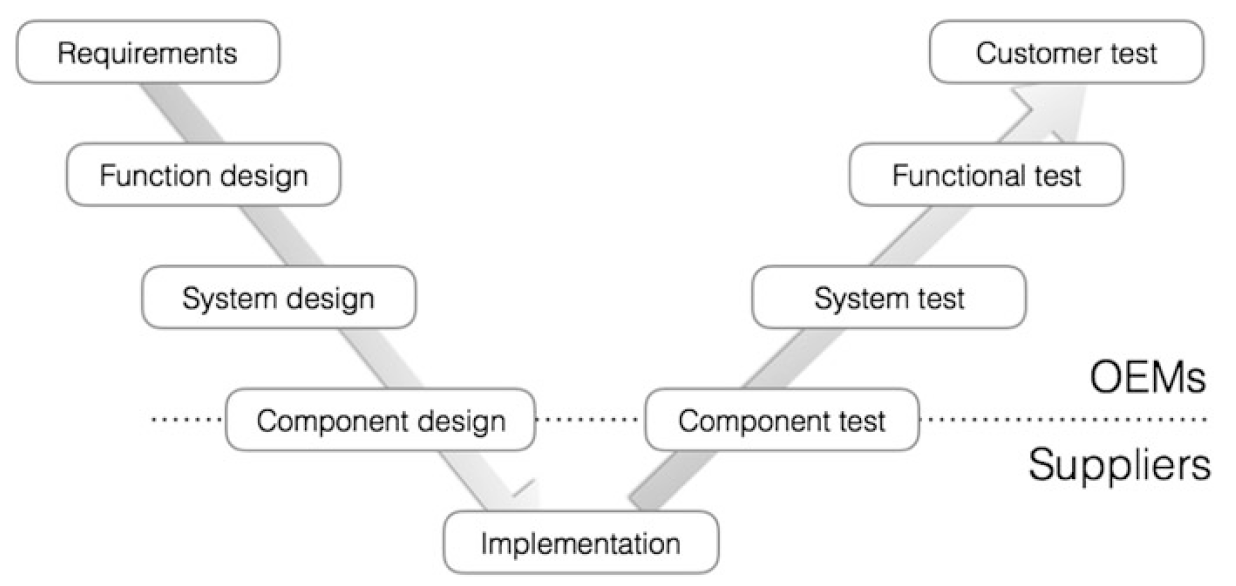 Requirements
Customer test
Function design
Functional test
System design
System test
OEMs
Component design
Component test
Suppliers
Implementation